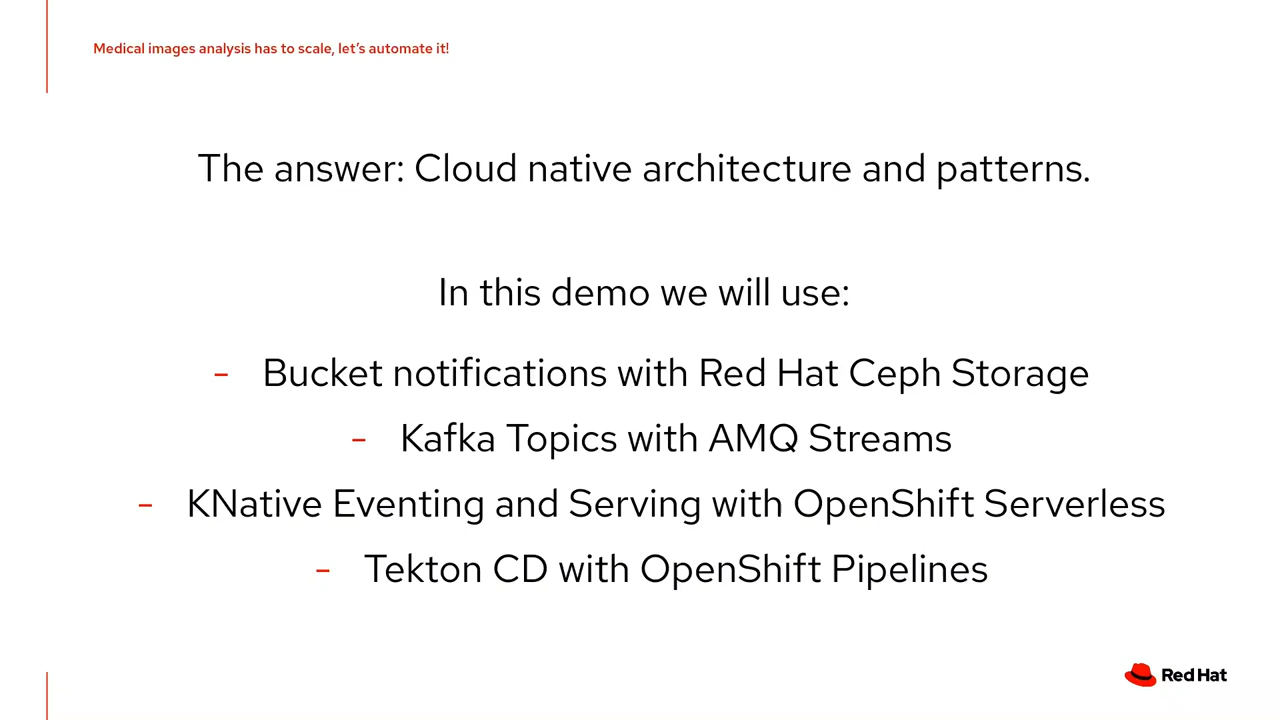 Medical images analysis has to scale, let’s automate it!
The answer: Cloud native architecture and patterns.
In this demo we will use:
- Bucket notifications with Red Hat Ceph Storage
- Kafka Topics with AMQ Streams
- KNative Eventing and Serving with OpenShift Serverless
- Tekton CD with OpenShift Pipelines
Red Hat